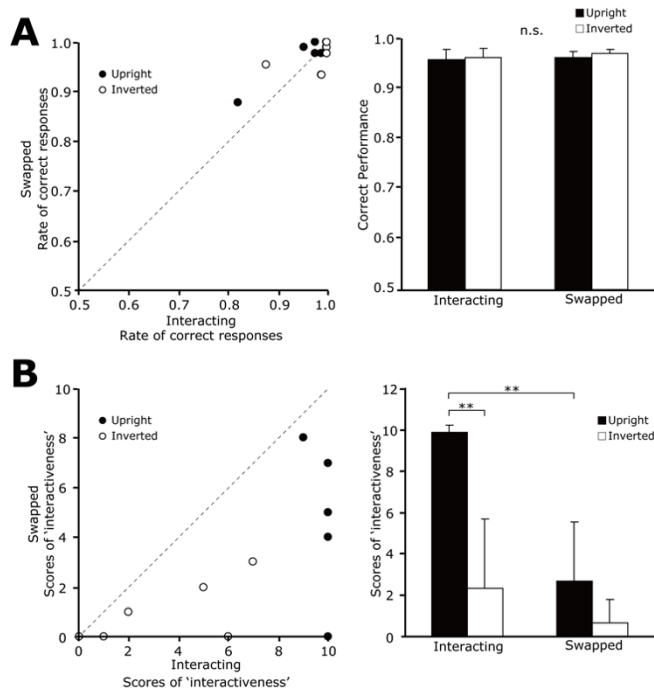 A
Swapped
Rate of correct responses
1.0
0.9
0.8
0.7
0.6
0.5
Upright
Inverted
0.5
0.6
0.7
0.8
0.9
1.0
Interacting
Rate of correct responses
n.s.
Upright
Inverted
Correct Performance
1.0
0.9
0.8
0.7
0.6
0.5
Interacting
Swapped
B
Swapped
Scores of 'interactiveness'
10
8
6
4
2
0
Upright
Inverted
0
2
4
6
8
10
Interacting
Scores of 'interactiveness'
Scores of 'interactiveness'
12
10
8
6
4
2
0
**
**
Upright
Inverted
Interacting
Swapped